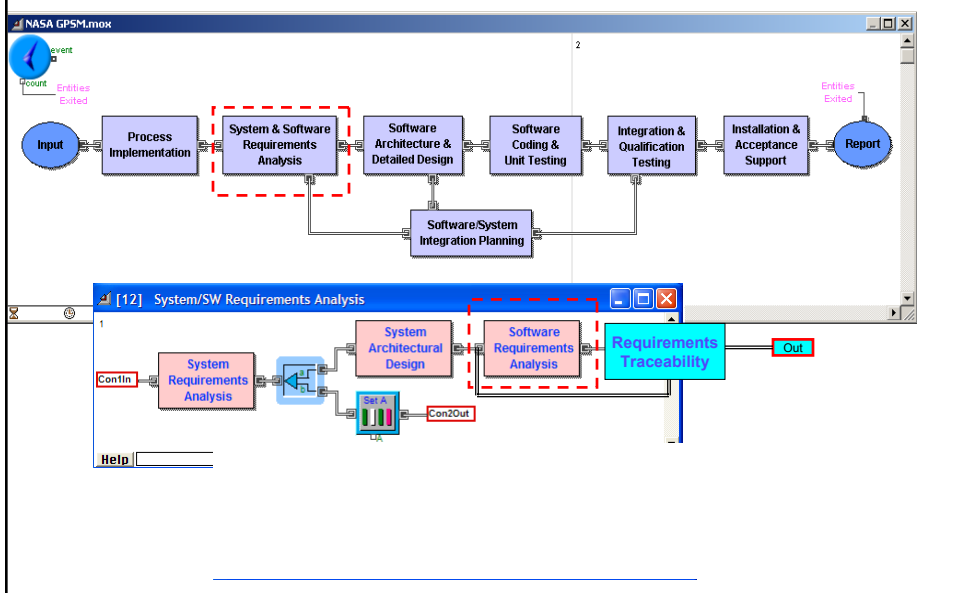 NASA GPSM.mox
event
count
Entities
Exited
2
Entities
Exited
Input
Process
Implementation
System & Software
Requirements
Analysis
Software
Architecture &
Detailed Design
Software
Coding &
Unit Testing
Integration &
Qualification
Testing
Installation &
Acceptance
Support
Report
Software/System
Integration Planning
[12] System/SW Requirements Analysis
1
Con1In
System
Requirements
Analysis
a
b
System
Architectural
Design
Software
Requirements
Analysis
Requirements
Traceability
Out
Set A
A
Con2Out
Help